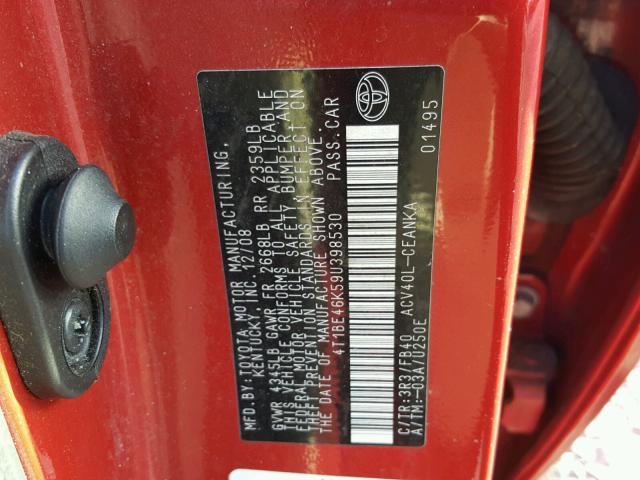 MFD.BY:TOYOTA MOTOR MANUFACTURING,
KENTUCKY, INC. 12/08
GVWR 4345LB GAWR FR 2668LB RR 2359LB
THIS VEHICLE CONFORMS TO ALL APPLICABLE
FEDERAL MOTOR VEHICLE SAFETY, BUMPER, AND
THEFT PREVENTION STANDARDS IN EFFECT ON
THE DATE OF MANUFACTURE SHOWN ABOVE.
4T1BE46K59U398530 PASS.CAR
C/TR:3R3/FB40 ACV40L-CEANKA
A/TM:-03A/U250E 01495